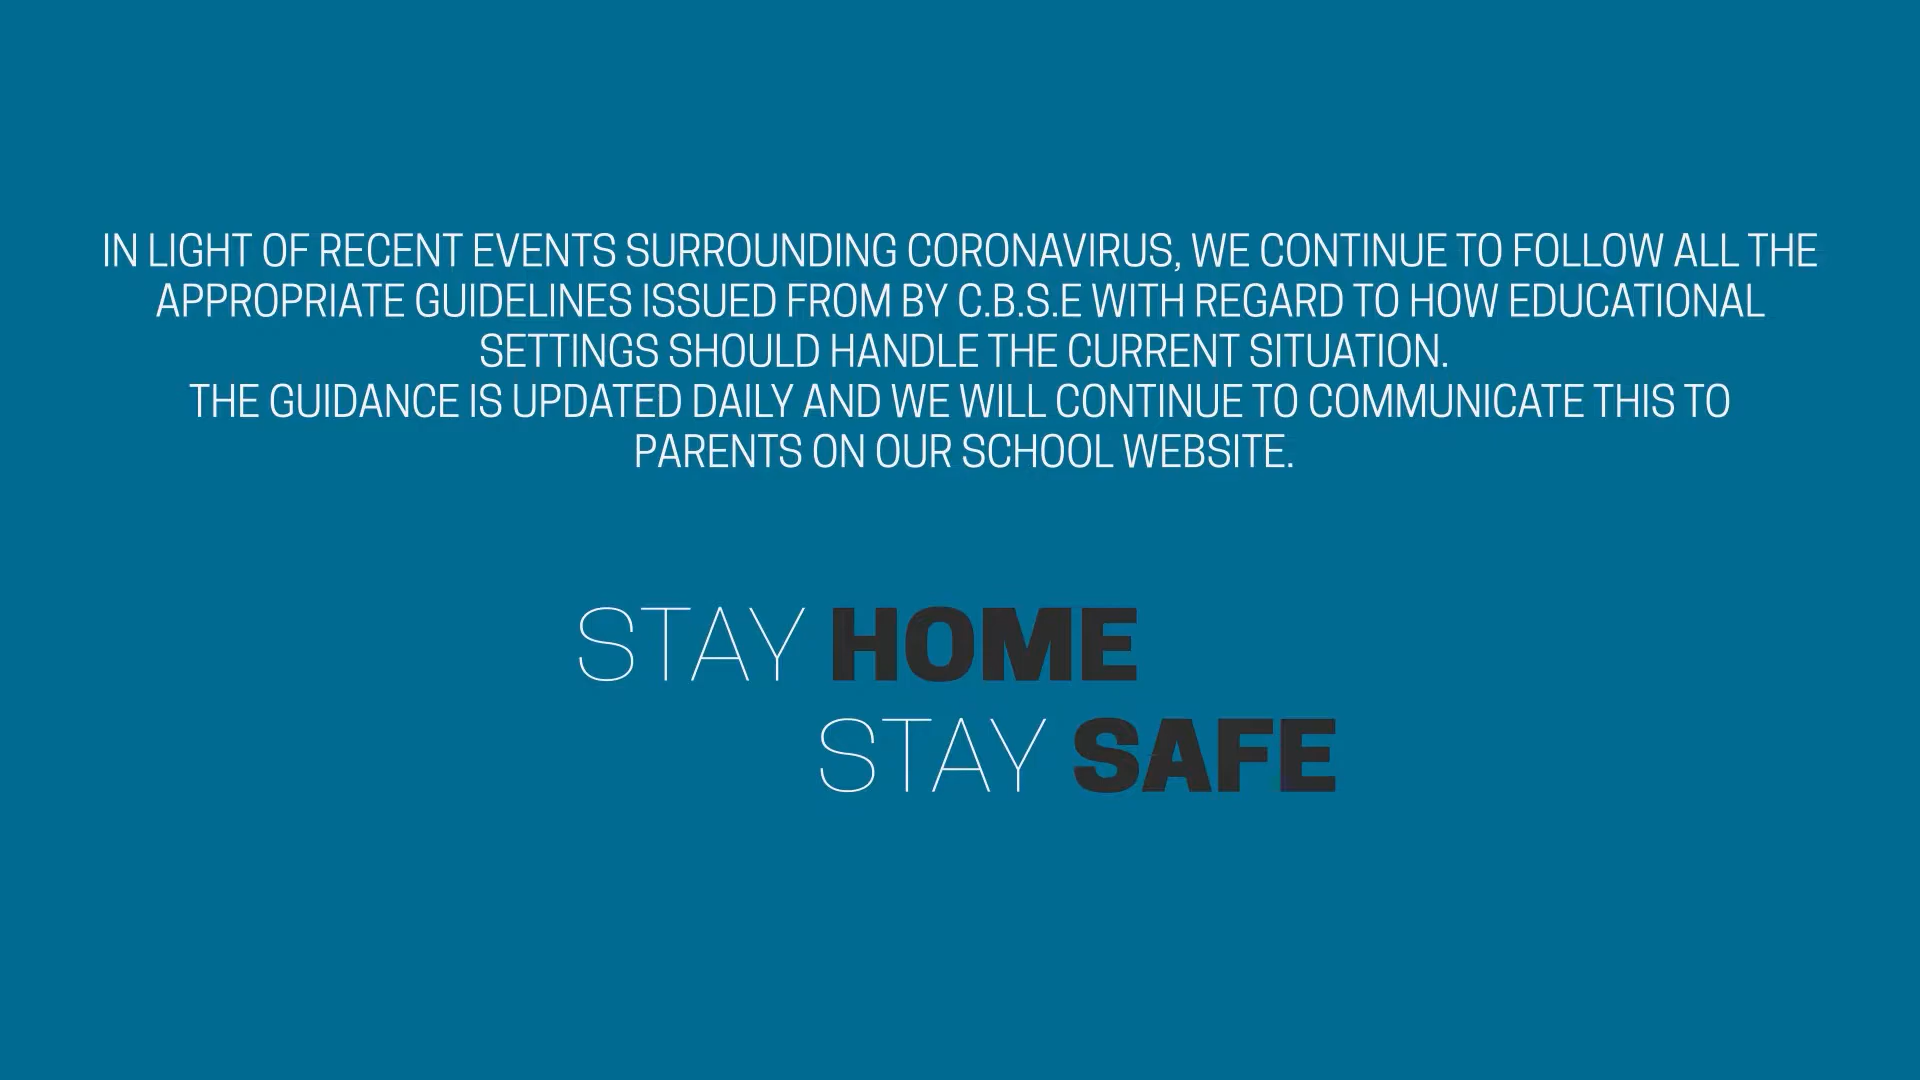 IN LIGHT OF RECENT EVENTS SURROUNDING CORONAVIRUS, WE CONTINUE TO FOLLOW ALL THE
APPROPRIATE GUIDELINES ISSUED FROM BY C.B.S.E WITH REGARD TO HOW EDUCATIONAL
SETTINGS SHOULD HANDLE THE CURRENT SITUATION.
THE GUIDANCE IS UPDATED DAILY AND WE WILL CONTINUE TO COMMUNICATE THIS TO
PARENTS ON OUR SCHOOL WEBSITE.
STAY HOME
STAY SAFE